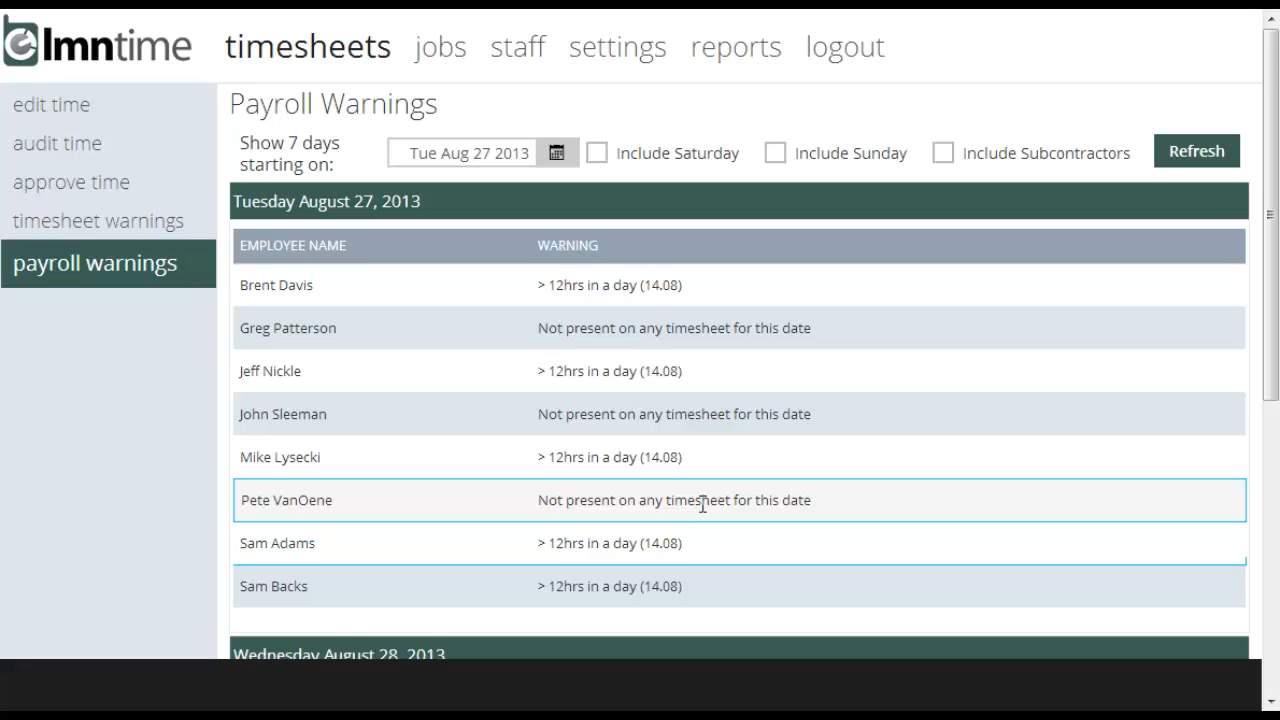 lmntime timesheets jobs staff settings reports logout
edit time
audit time
approve time
timesheet warnings
payroll warnings
Payroll Warnings
Show 7 days
starting on:
Tue Aug 27 2013 Include Saturday Include Sunday Include Subcontractors Refresh
Tuesday August 27, 2013
EMPLOYEE NAME WARNING
Brent Davis > 12hrs in a day (14.08)
Greg Patterson Not present on any timesheet for this date
Jeff Nickle > 12hrs in a day (14.08)
John Sleeman Not present on any timesheet for this date
Mike Lysecki > 12hrs in a day (14.08)
Pete VanOene Not present on any timesheet for this date
Sam Adams > 12hrs in a day (14.08)
Sam Backs > 12hrs in a day (14.08)
Wednesday August 28, 2013